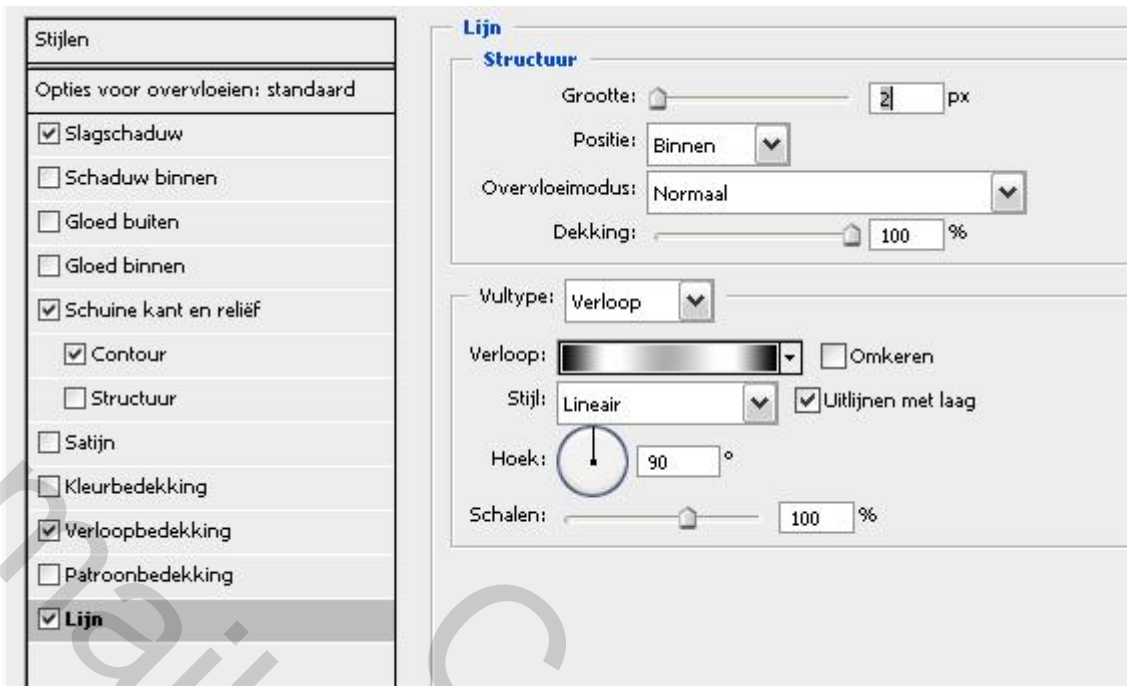 Stijlen
Opties voor overvloeien: standaard
Slagschaduw
Schaduw binnen
Gloed buiten
Gloed binnen
Schuine kant en reliëf
Contour
Structuur
Satijn
Kleurbedekking
Verloopbedekking
Patroonbedekking
Lijn
Lijn
Structuur
Grootte: 2 px
Positie: Binnen
Overvloeimodus: Normaal
Dekking: 100 %
Vultype: Verloop
Verloop: Omkeren
Stijl: Lineair Uitlijnen met laag
Hoek: 90 °
Schalen: 100 %